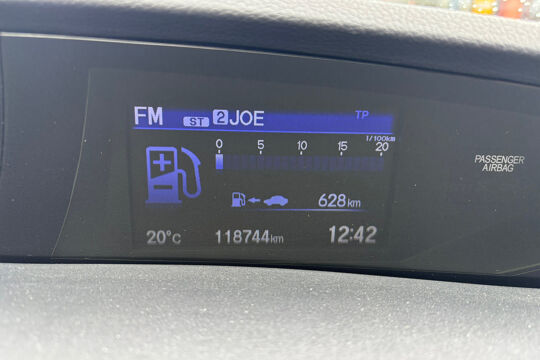 FM ST 2 JOE TP
l/100km
0 5 10 15 20
628 km
20°C 118744km 12:42
PASSENGER
AIRBAG